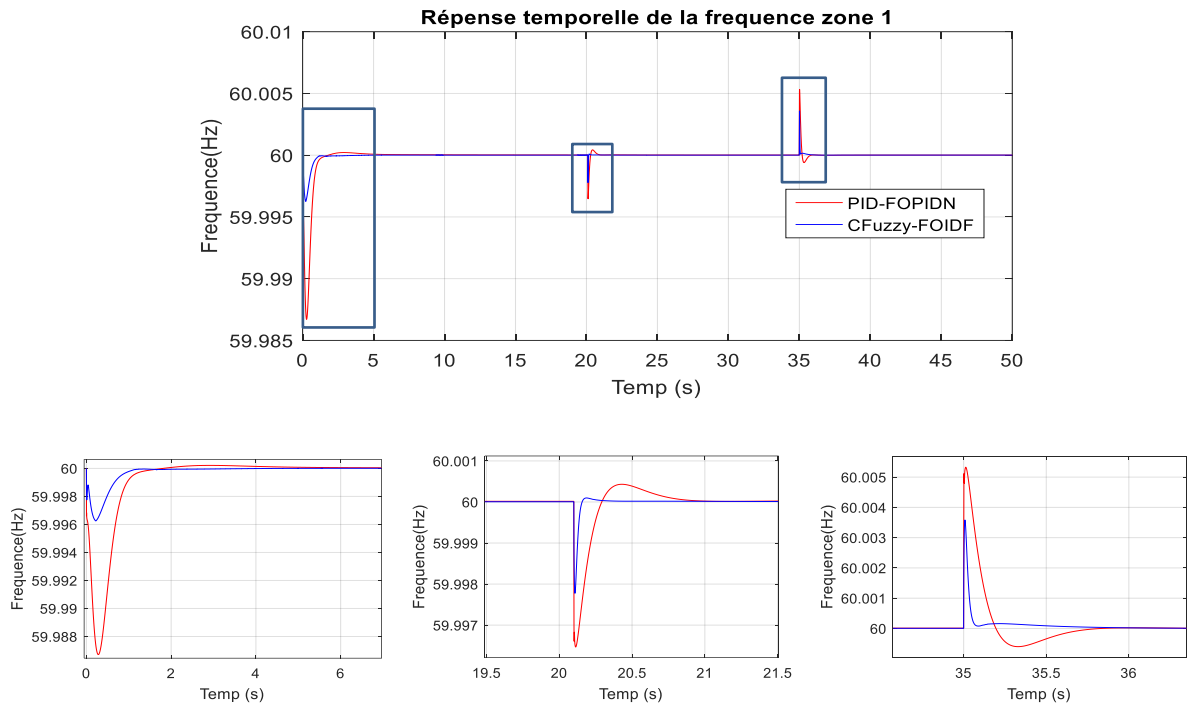 Répense temporelle de la frequence zone 1
60.01
60.005
60
59.995
59.99
59.985
Frequence(Hz)
0 5 10 15 20 25 30 35 40 45 50
Temp (s)
PID-FOPIDN
CFuzzy-FOIDF
60
59.998
59.996
59.994
59.992
59.99
59.988
Frequence(Hz)
0 2 4 6
Temp (s)
60.001
60
59.999
59.998
59.997
Frequence(Hz)
19.5 20 20.5 21 21.5
Temp (s)
60.005
60.004
60.003
60.002
60.001
60
Frequence(Hz)
35 35.5 36
Temp (s)